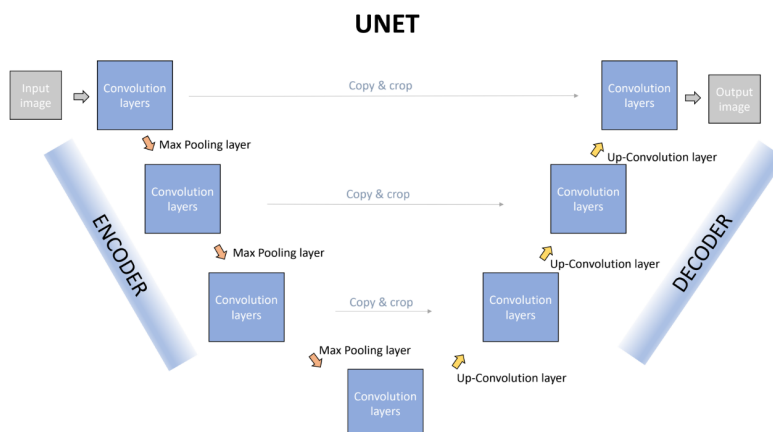 UNET
Input
image
Convolution
layers
Copy & crop
Convolution
layers
Output
image
Max Pooling layer
Up-Convolution layer
Convolution
layers
Copy & crop
Convolution
layers
ENCODER
DECODER
Max Pooling layer
Up-Convolution layer
Convolution
layers
Copy & crop
Convolution
layers
Max Pooling layer
Up-Convolution layer
Convolution
layers